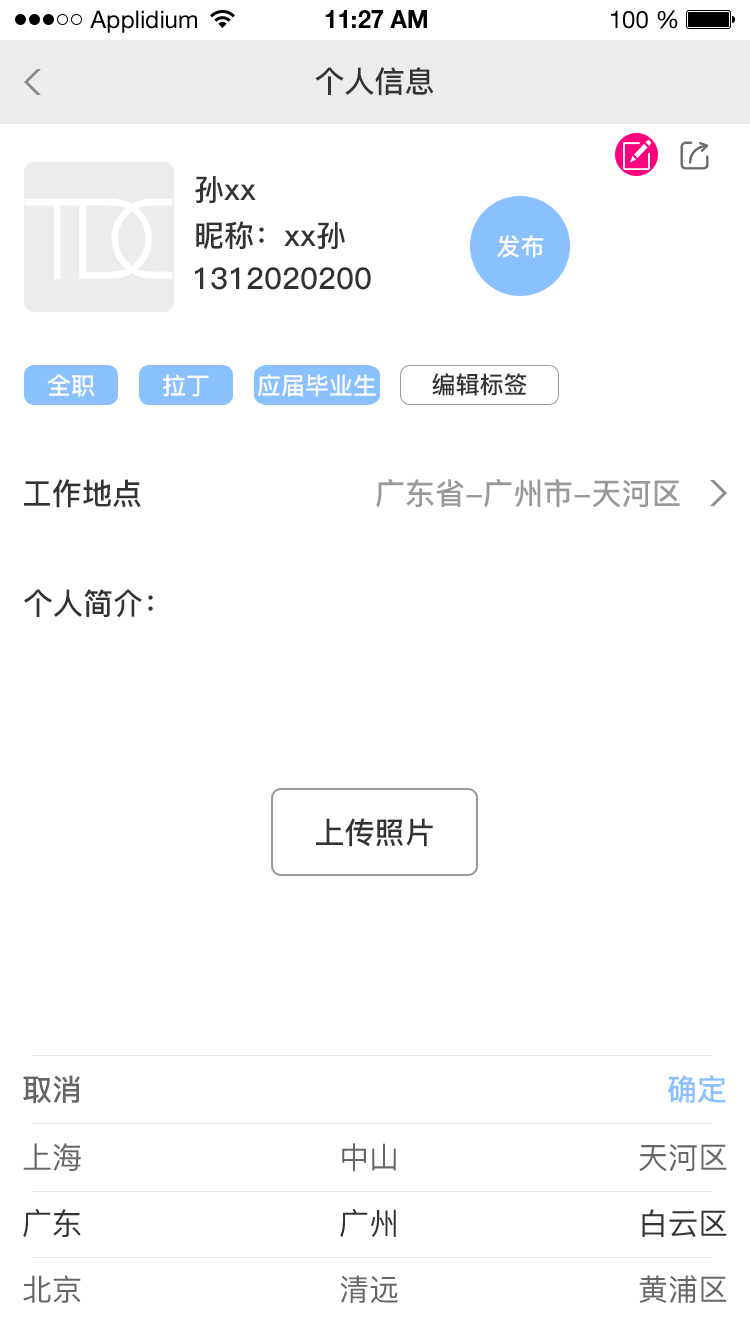 Applidium 11:27 AM 100 %
个人信息
TDC
孙xx
昵称：xx孙
1312020200
发布
全职 拉丁 应届毕业生 编辑标签
工作地点 广东省-广州市-天河区
个人简介：
上传照片
取消 确定
上海 中山 天河区
广东 广州 白云区
北京 清远 黄浦区